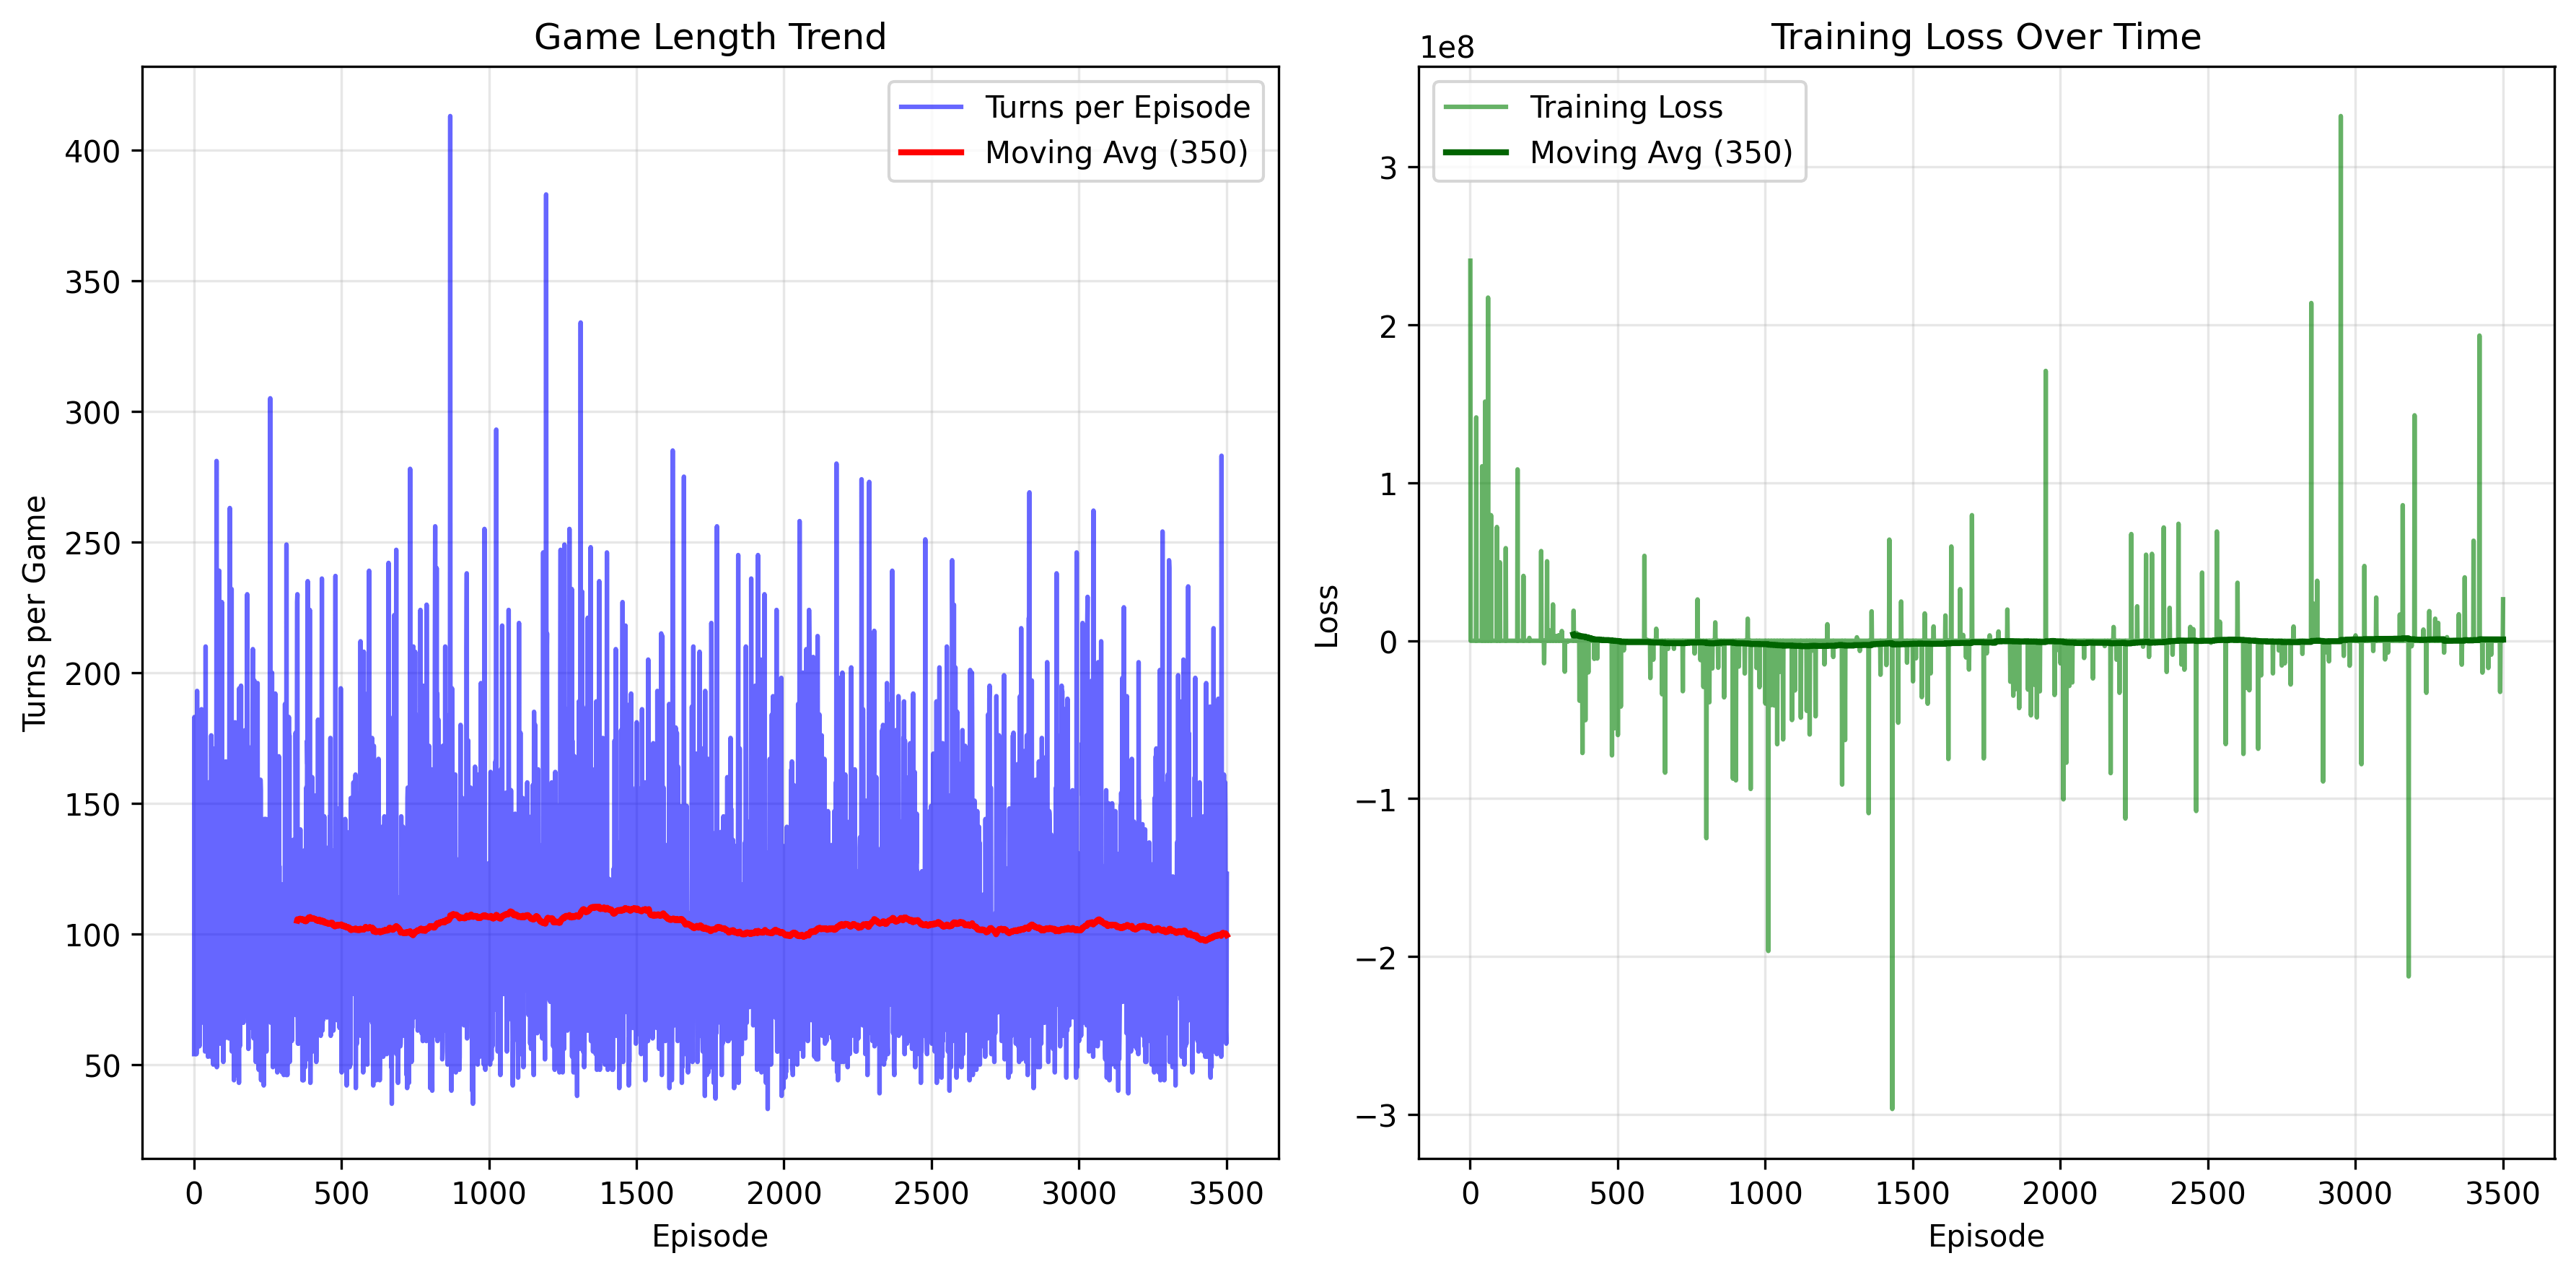 Game Length Trend
Turns per Episode
Moving Avg (350)
Turns per Game
400
350
300
250
200
150
100
50
0 500 1000 1500 2000 2500 3000 3500
Episode
Training Loss Over Time
1e8
Training Loss
Moving Avg (350)
Loss
3
2
1
0
−1
−2
−3
0 500 1000 1500 2000 2500 3000 3500
Episode